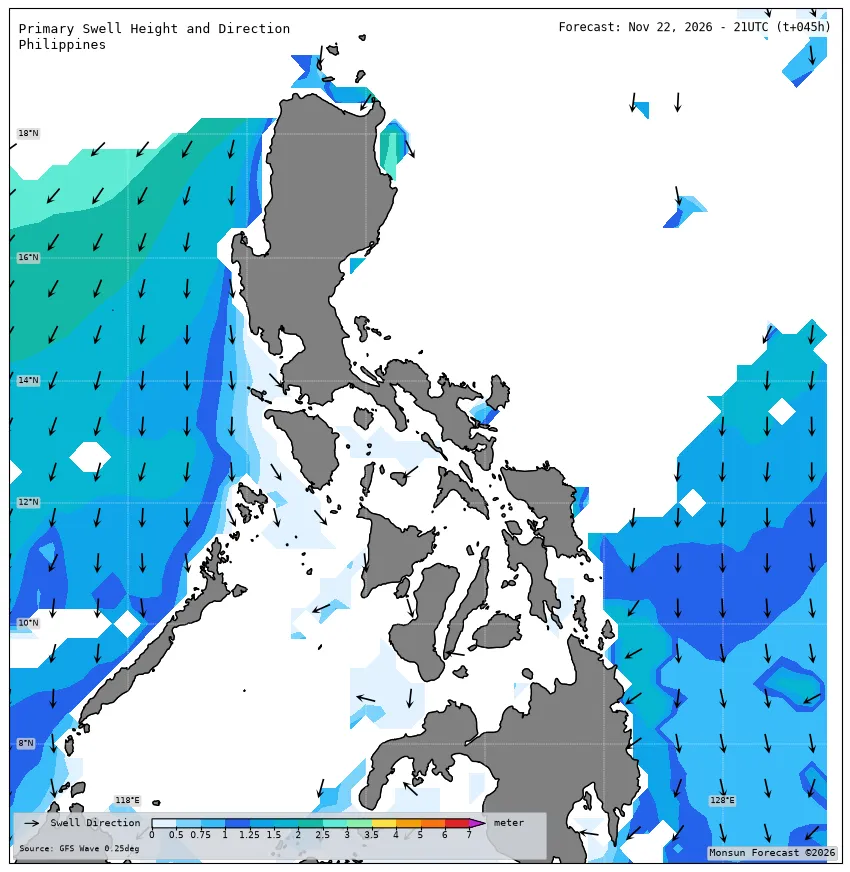 Primary Swell Height and Direction
Philippines
Forecast: Nov 22, 2026 - 21UTC (t+045h)
18°N
16°N
14°N
12°N
10°N
8°N
118°E
128°E
Swell Direction
0 0.5 0.75 1 1.25 1.5 2 2.5 3 3.5 4 5 6 7
meter
Source: GFS Wave 0.25deg
Monsun Forecast ©2026